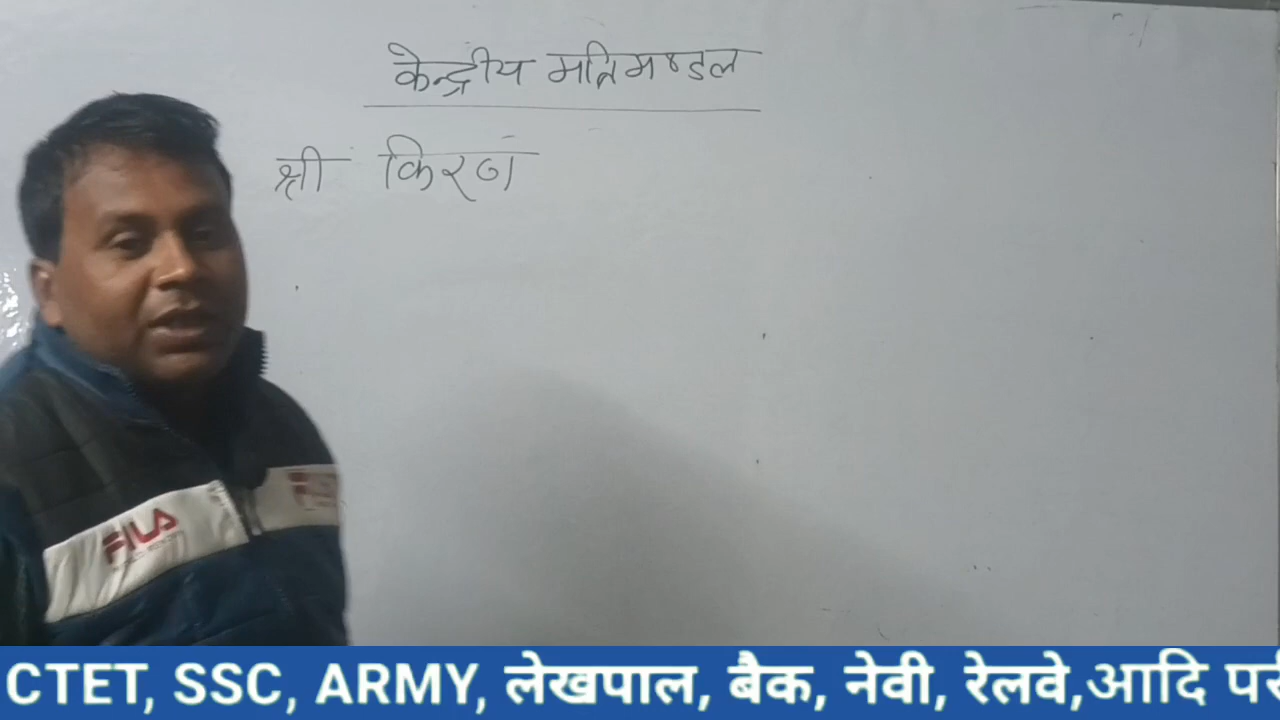 केन्द्रीय मन्त्रिमण्डल
श्री किरण
FILA
CTET, SSC, ARMY, लेखपाल, बैक, नेवी, रेलवे,आदि